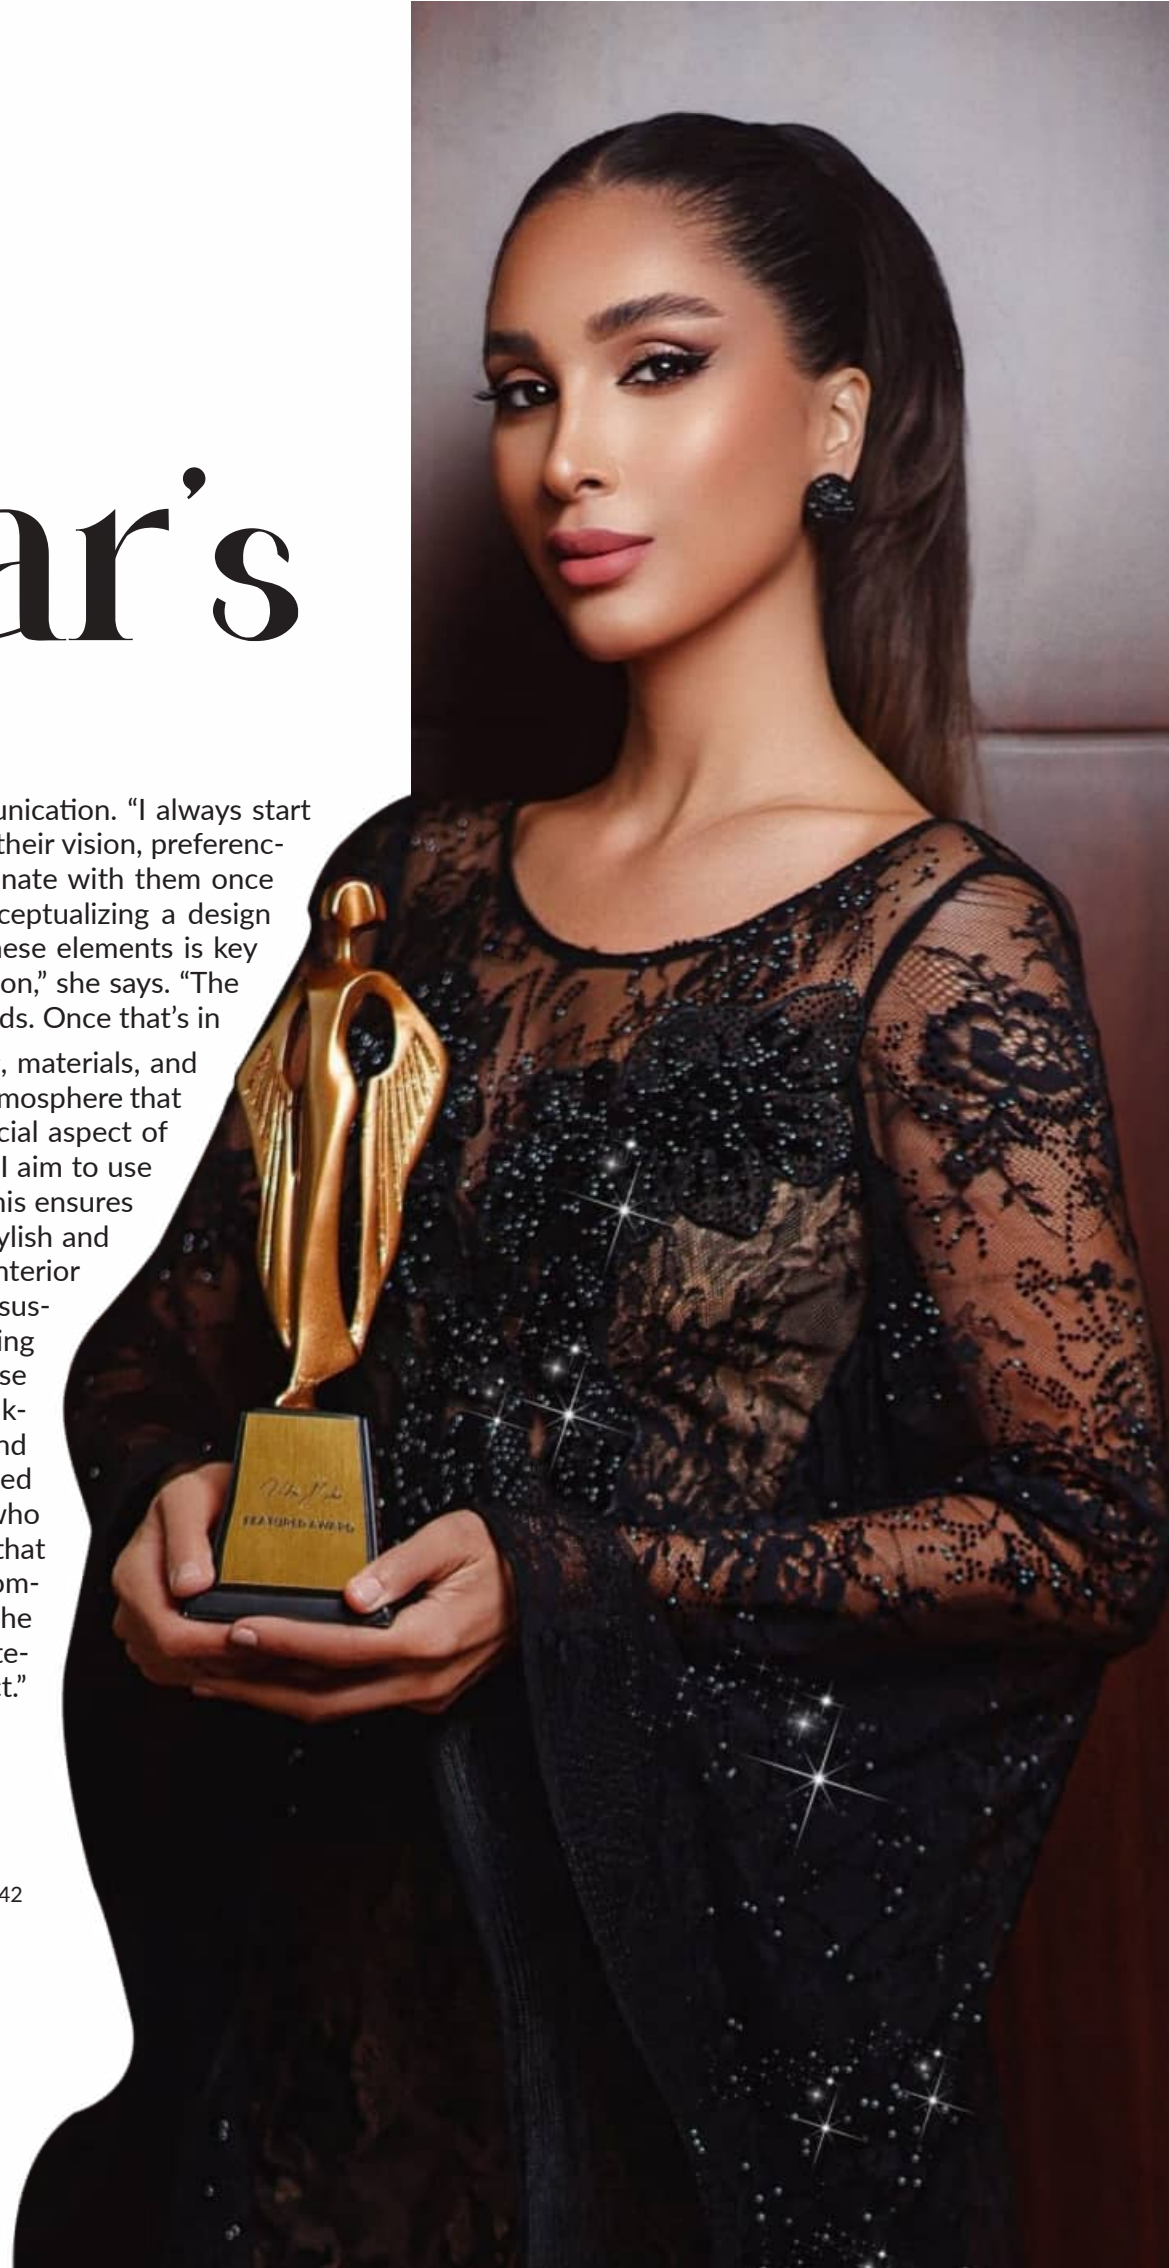 ar's
unication. “I always start
their vision, preferenc-
nate with them once
ceptualizing a design
hese elements is key
on,” she says. “The
ds. Once that’s in
, materials, and
mosphere that
cial aspect of
I aim to use
his ensures
ylish and
nterior
sus-
ing
se
k-
nd
ed
who
that
om-
he
te-
t.”
42
FEATURED AWARD